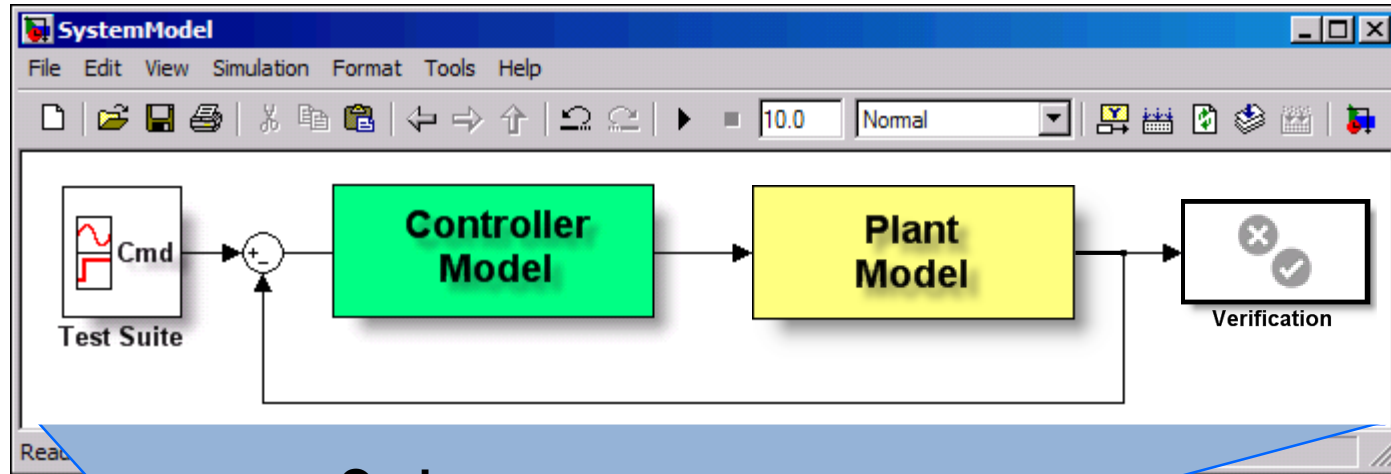 SystemModel
File Edit View Simulation Format Tools Help
10.0 Normal
Cmd
Test Suite
+
-
Controller
Model
Plant
Model
Verification